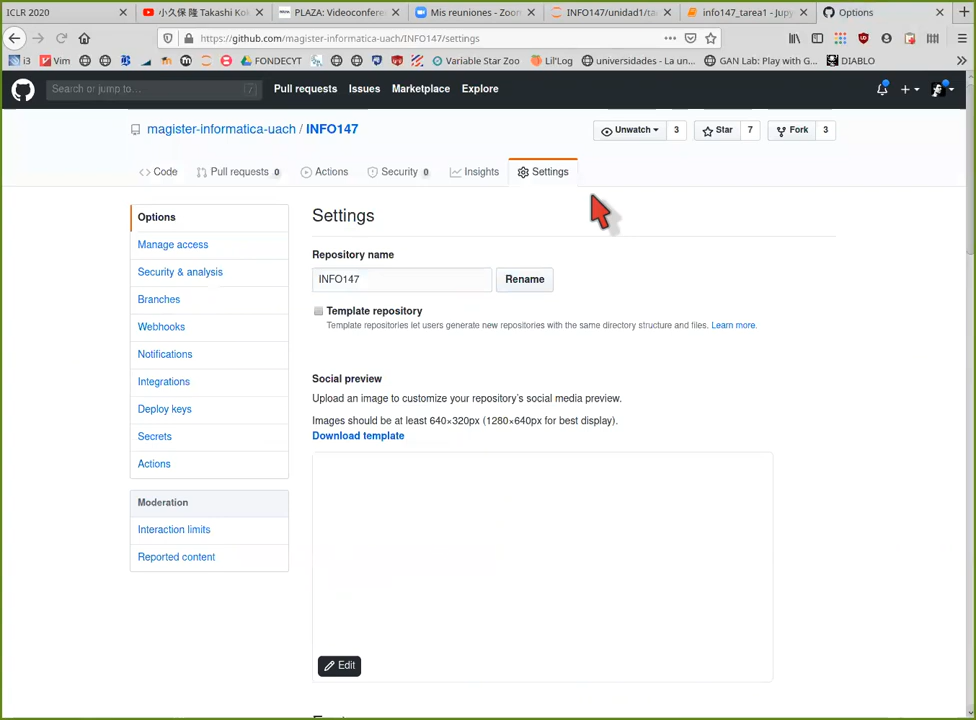 ICLR 2020
小久保 隆 Takashi Kok
PLAZA: Videoconferen
Mis reuniones - Zoom
INFO147/unidad1/ta
info147_tarea1 - Jupy
Options
https://github.com/magister-informatica-uach/INFO147/settings
i3
Vim
FONDECYT
Variable Star Zoo
Lil'Log
universidades - La un...
GAN Lab: Play with G...
DIABLO
Search or jump to...
/
Pull requests
Issues
Marketplace
Explore
magister-informatica-uach / INFO147
Unwatch 3
Star 7
Fork 3
Code
Pull requests 0
Actions
Security 0
Insights
Settings
Options
Manage access
Security & analysis
Branches
Webhooks
Notifications
Integrations
Deploy keys
Secrets
Actions
Moderation
Interaction limits
Reported content
Settings
Repository name
INFO147
Rename
Template repository
Template repositories let users generate new repositories with the same directory structure and files. Learn more.
Social preview
Upload an image to customize your repository's social media preview.
Images should be at least 640×320px (1280×640px for best display).
Download template
Edit